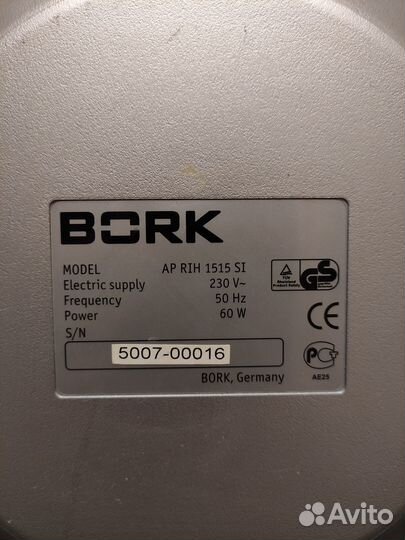 BORK
MODEL AP RIH 1515 SI
Electric supply 230 V~
Frequency 50 Hz
Power 60 W
S/N
5007-00016
BORK, Germany
GS
CE
AE25
Avito